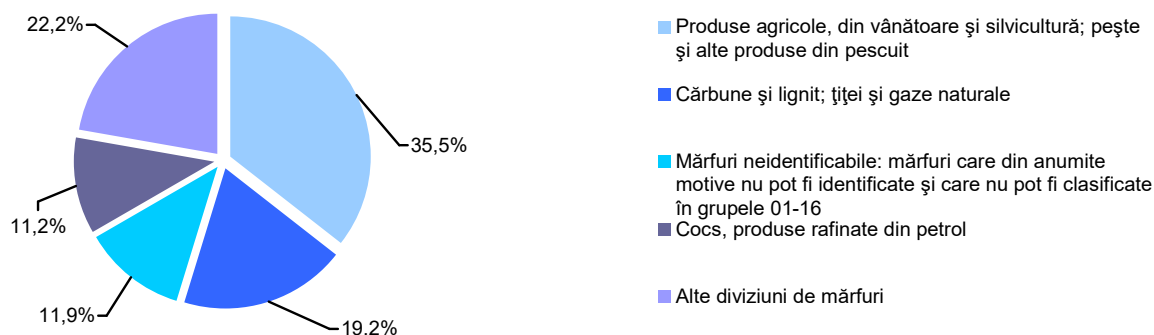 22,2%
35,5%
11,2%
11,9%
19,2%
Produse agricole, din vânătoare şi silvicultură; peşte
şi alte produse din pescuit
Cărbune şi lignit; ţiţei şi gaze naturale
Mărfuri neidentificabile: mărfuri care din anumite
motive nu pot fi identificate şi care nu pot fi clasificate
în grupele 01-16
Cocs, produse rafinate din petrol
Alte diviziuni de mărfuri